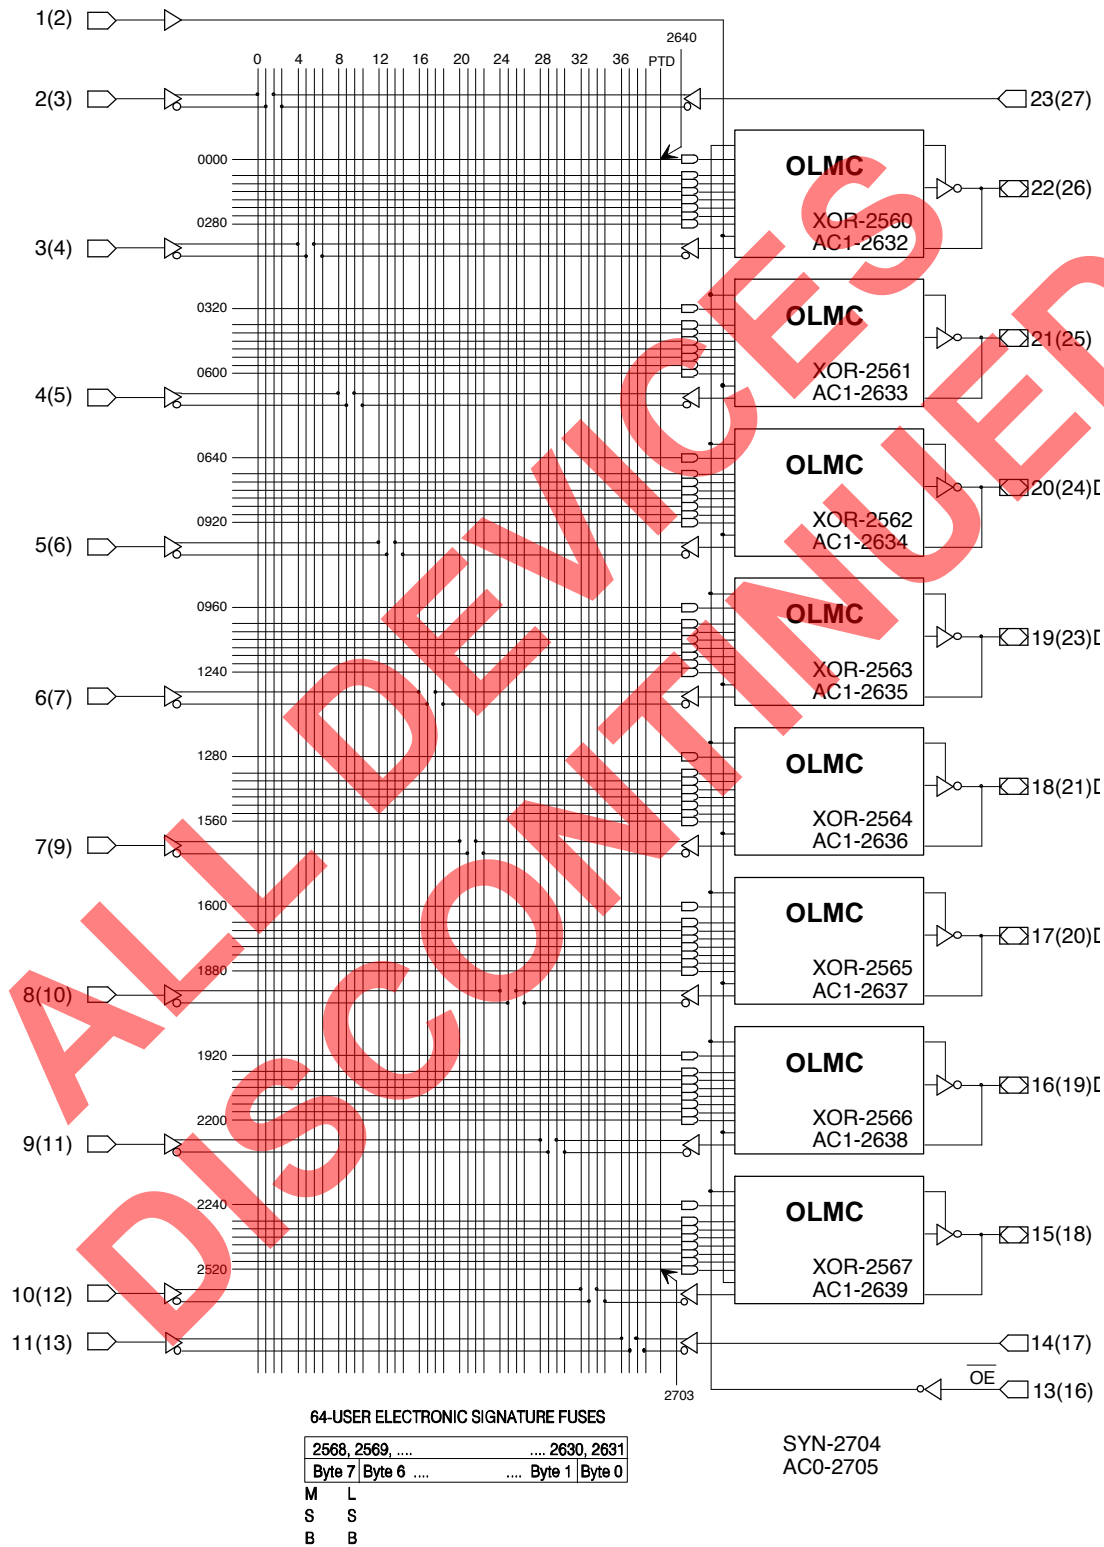 1(2)
2640
0 4 8 12 16 20 24 28 32 36 PTD
2(3)
23(27)
0000
OLMC
22(26)
0280
XOR-2560
AC1-2632
3(4)
0320
OLMC
21(25)
0600
XOR-2561
AC1-2633
4(5)
0640
OLMC
20(24)
0920
XOR-2562
AC1-2634
5(6)
0960
OLMC
19(23)
1240
XOR-2563
AC1-2635
6(7)
1280
OLMC
18(21)
1560
XOR-2564
AC1-2636
7(9)
1600
OLMC
17(20)
1880
XOR-2565
AC1-2637
8(10)
1920
OLMC
16(19)
2200
XOR-2566
AC1-2638
9(11)
2240
OLMC
15(18)
2520
XOR-2567
AC1-2639
10(12)
11(13)
14(17)
OE
13(16)
2703
64-USER ELECTRONIC SIGNATURE FUSES
2568, 2569, .... .... 2630, 2631
Byte 7 Byte 6 .... .... Byte 1 Byte 0
M L
S S
B B
SYN-2704
AC0-2705
ALL DEVICES
DISCONTINUED